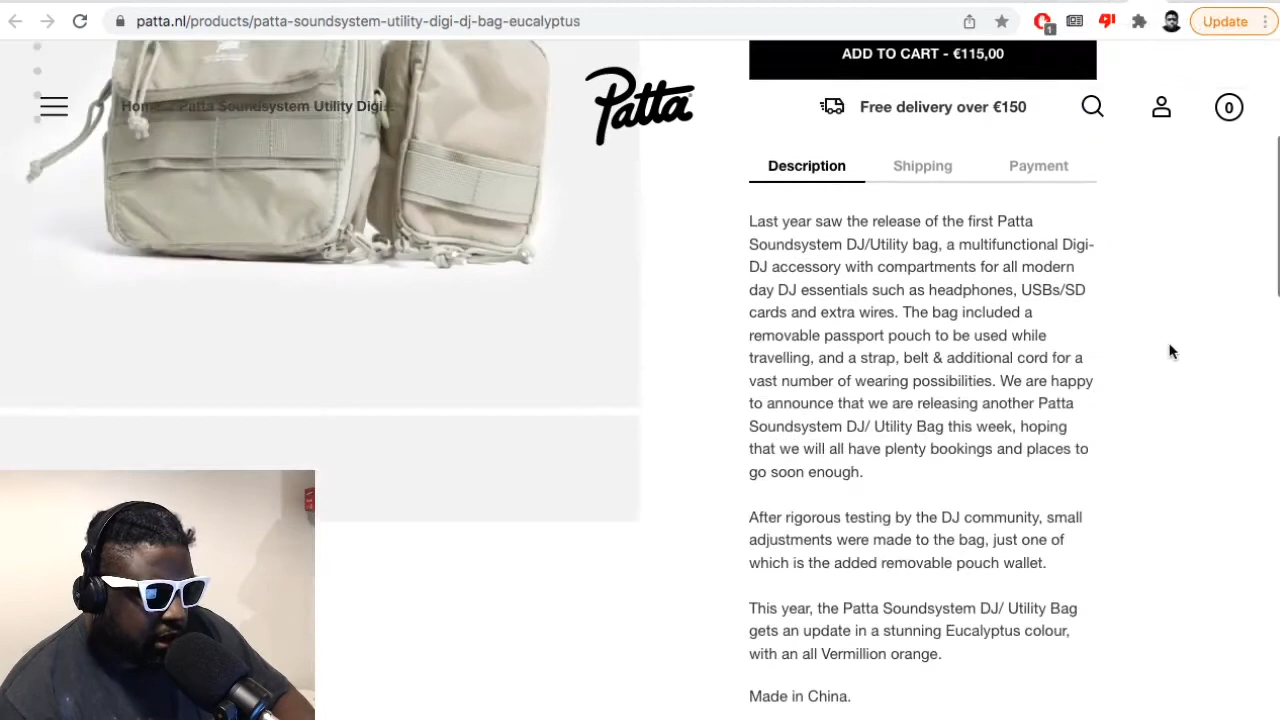 patta.nl/products/patta-soundsystem-utility-digi-dj-bag-eucalyptus
1
Update
ADD TO CART - €115,00
Home
Patta Soundsystem Utility Digi...
Patta
Free delivery over €150
0
Description
Shipping
Payment
Last year saw the release of the first Patta
Soundsystem DJ/Utility bag, a multifunctional Digi-
DJ accessory with compartments for all modern
day DJ essentials such as headphones, USBs/SD
cards and extra wires. The bag included a
removable passport pouch to be used while
travelling, and a strap, belt & additional cord for a
vast number of wearing possibilities. We are happy
to announce that we are releasing another Patta
Soundsystem DJ/ Utility Bag this week, hoping
that we will all have plenty bookings and places to
go soon enough.
After rigorous testing by the DJ community, small
adjustments were made to the bag, just one of
which is the added removable pouch wallet.
This year, the Patta Soundsystem DJ/ Utility Bag
gets an update in a stunning Eucalyptus colour,
with an all Vermillion orange.
Made in China.